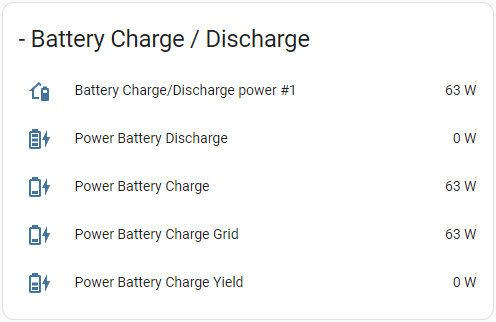 - Battery Charge / Discharge
Battery Charge/Discharge power #1 63 W
Power Battery Discharge 0 W
Power Battery Charge 63 W
Power Battery Charge Grid 63 W
Power Battery Charge Yield 0 W